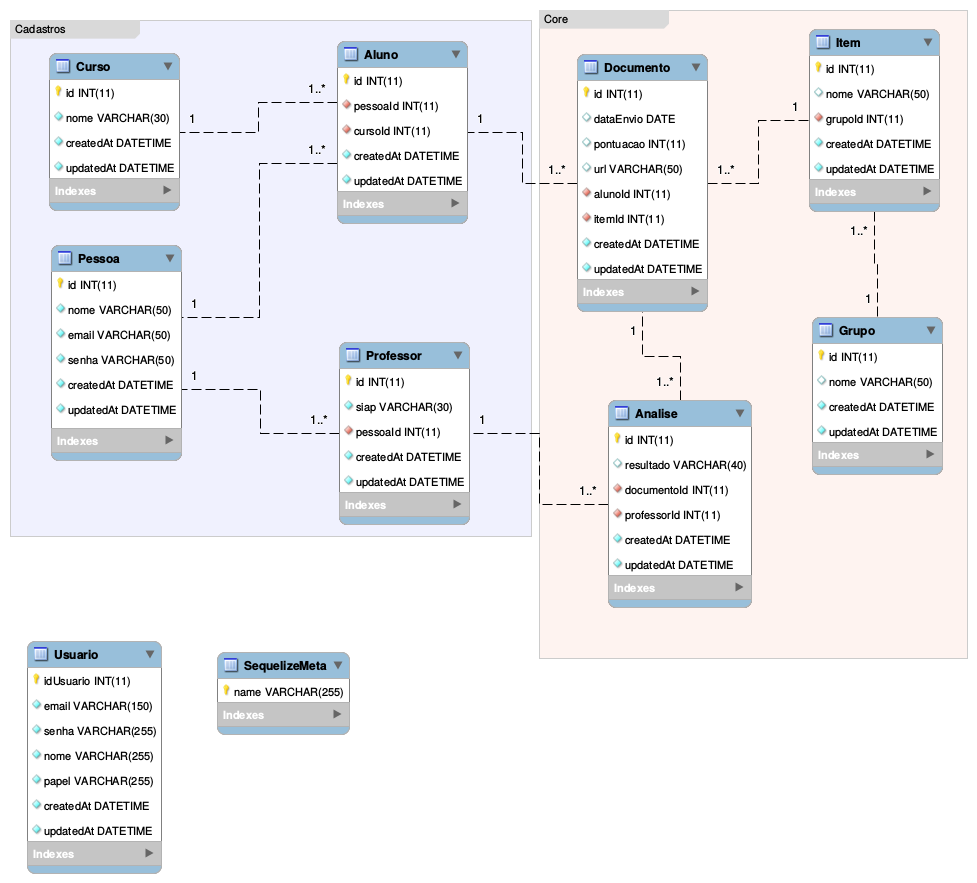 Cadastros
Curso
id INT(11)
nome VARCHAR(30)
createdAt DATETIME
updatedAt DATETIME
Indexes
1
1..*
Aluno
id INT(11)
pessoaId INT(11)
cursoId INT(11)
createdAt DATETIME
updatedAt DATETIME
Indexes
1..*
1
1..*
Pessoa
id INT(11)
nome VARCHAR(50)
email VARCHAR(50)
senha VARCHAR(50)
createdAt DATETIME
updatedAt DATETIME
Indexes
1
1
1..*
Professor
id INT(11)
siap VARCHAR(30)
pessoaId INT(11)
createdAt DATETIME
updatedAt DATETIME
Indexes
1
1..*
Core
Documento
id INT(11)
dataEnvio DATE
pontuacao INT(11)
url VARCHAR(50)
alunoId INT(11)
itemId INT(11)
createdAt DATETIME
updatedAt DATETIME
Indexes
1..*
1
Item
id INT(11)
nome VARCHAR(50)
grupoId INT(11)
createdAt DATETIME
updatedAt DATETIME
Indexes
1..*
1
Grupo
id INT(11)
nome VARCHAR(50)
createdAt DATETIME
updatedAt DATETIME
Indexes
1
1..*
Analise
id INT(11)
resultado VARCHAR(40)
documentoId INT(11)
professorId INT(11)
createdAt DATETIME
updatedAt DATETIME
Indexes
Usuario
idUsuario INT(11)
email VARCHAR(150)
senha VARCHAR(255)
nome VARCHAR(255)
papel VARCHAR(255)
createdAt DATETIME
updatedAt DATETIME
Indexes
SequelizeMeta
name VARCHAR(255)
Indexes